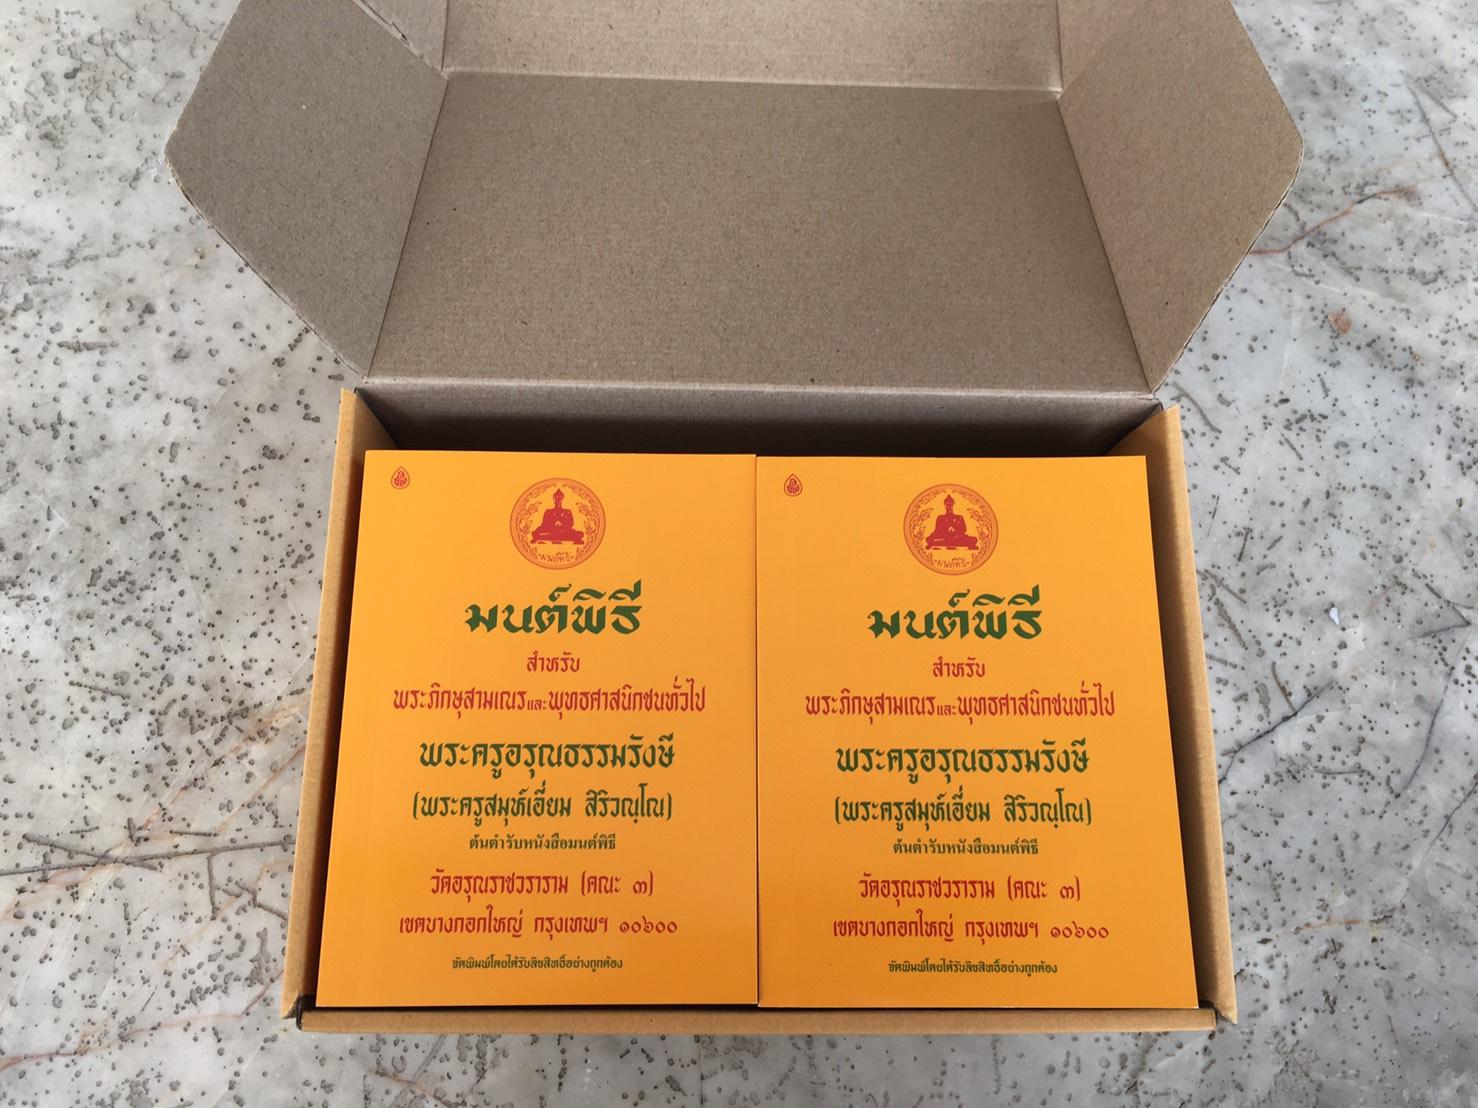 มนต์พิธี
มนต์พิธี
สำหรับ
พระภิกษุสามเณรและพุทธศาสนิกชนทั่วไป
พระครูอรุณธรรมรังษี
(พระครูสมุห์เอี่ยม สิริวณฺโณ)
ต้นตำรับหนังสือมนต์พิธี
วัดอรุณราชวราราม (คณะ ๓)
เขตบางกอกใหญ่ กรุงเทพฯ ๑๐๖๐๐
จัดพิมพ์โดยได้รับลิขสิทธิ์อย่างถูกต้อง
มนต์พิธี
มนต์พิธี
สำหรับ
พระภิกษุสามเณรและพุทธศาสนิกชนทั่วไป
พระครูอรุณธรรมรังษี
(พระครูสมุห์เอี่ยม สิริวณฺโณ)
ต้นตำรับหนังสือมนต์พิธี
วัดอรุณราชวราราม (คณะ ๓)
เขตบางกอกใหญ่ กรุงเทพฯ ๑๐๖๐๐
จัดพิมพ์โดยได้รับลิขสิทธิ์อย่างถูกต้อง